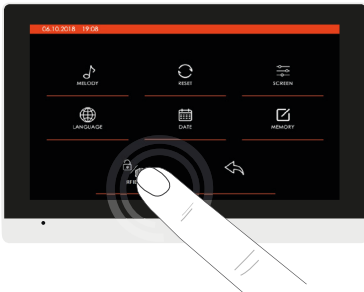 06.10.2018 19:08
MELODY
RESET
SCREEN
LANGUAGE
DATE
MEMORY